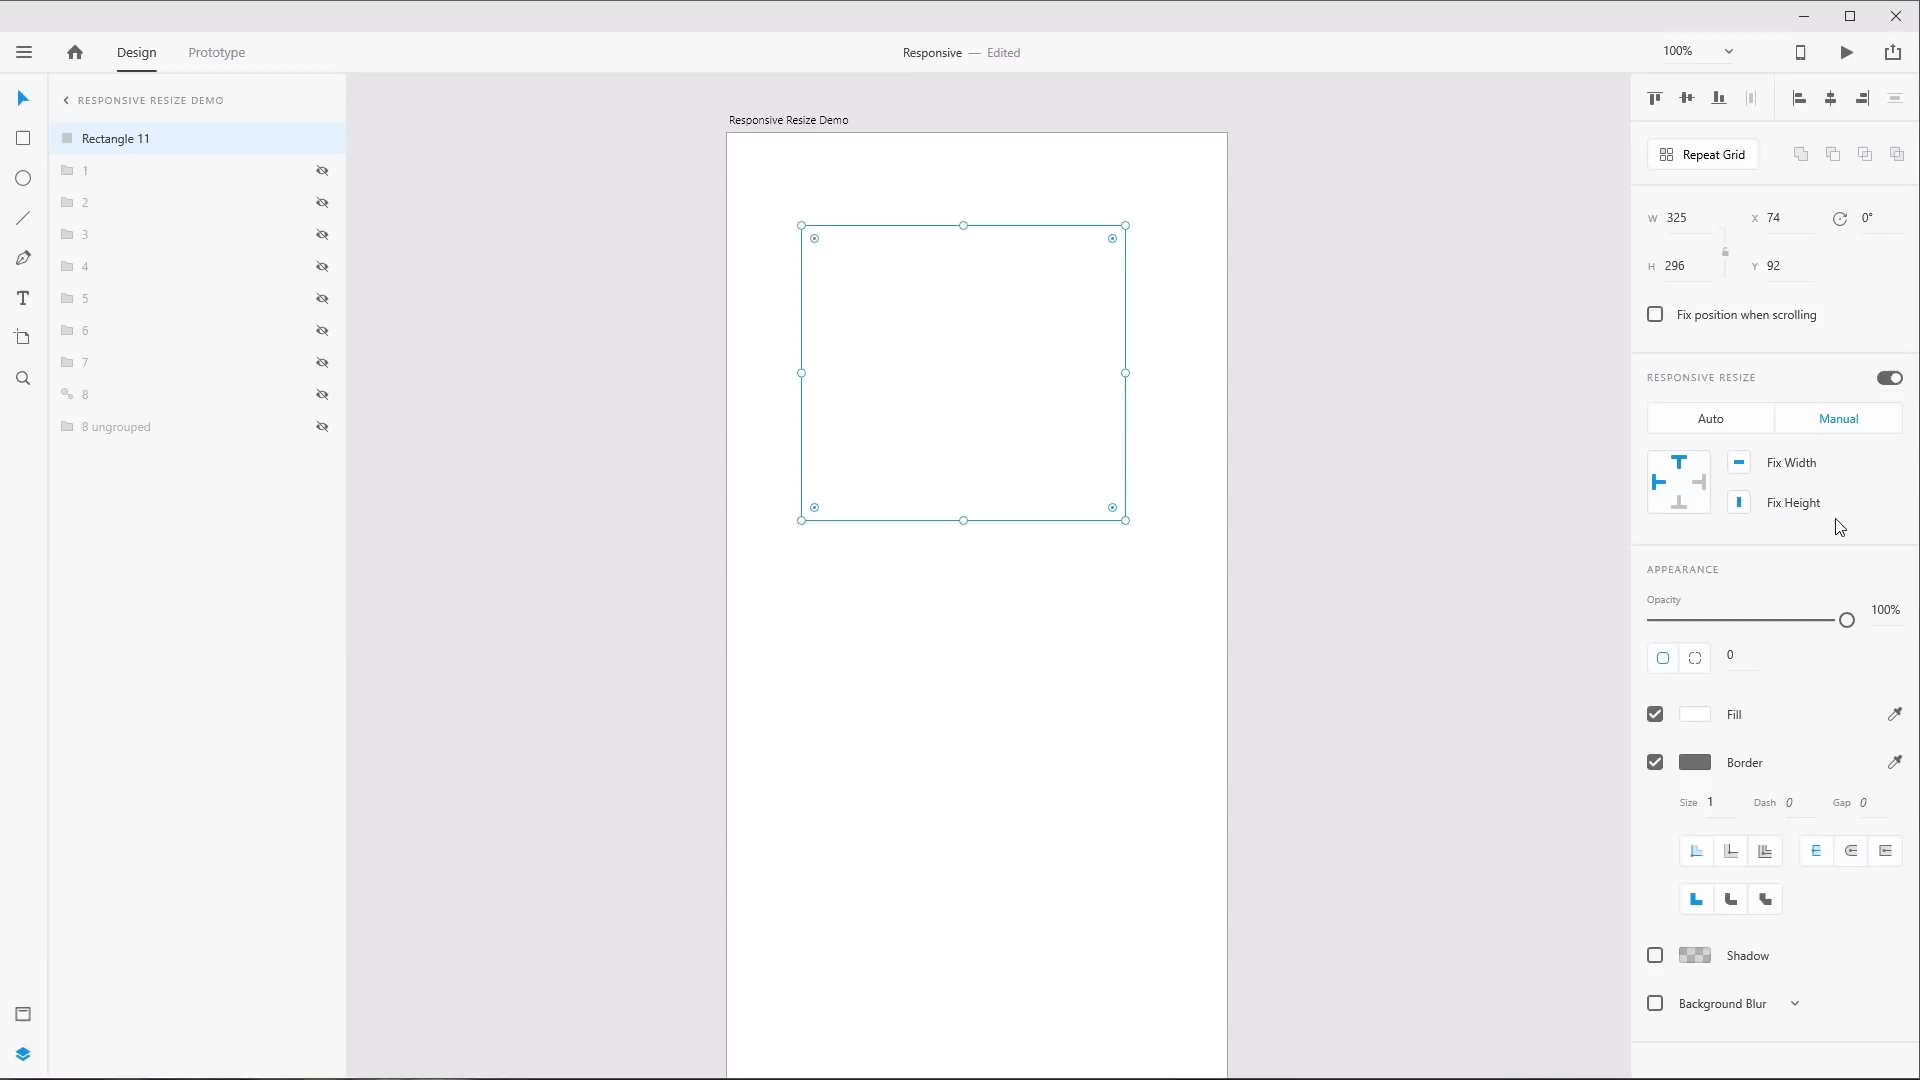 Design
Prototype
Responsive — Edited
100%
RESPONSIVE RESIZE DEMO
Rectangle 11
1
2
3
4
5
6
7
8
8 ungrouped
Responsive Resize Demo
Repeat Grid
W 325 X 74 0°
H 296 Y 92
Fix position when scrolling
RESPONSIVE RESIZE
Auto Manual
Fix Width
Fix Height
APPEARANCE
Opacity
100%
0
Fill
Border
Size 1 Dash 0 Gap 0
Shadow
Background Blur